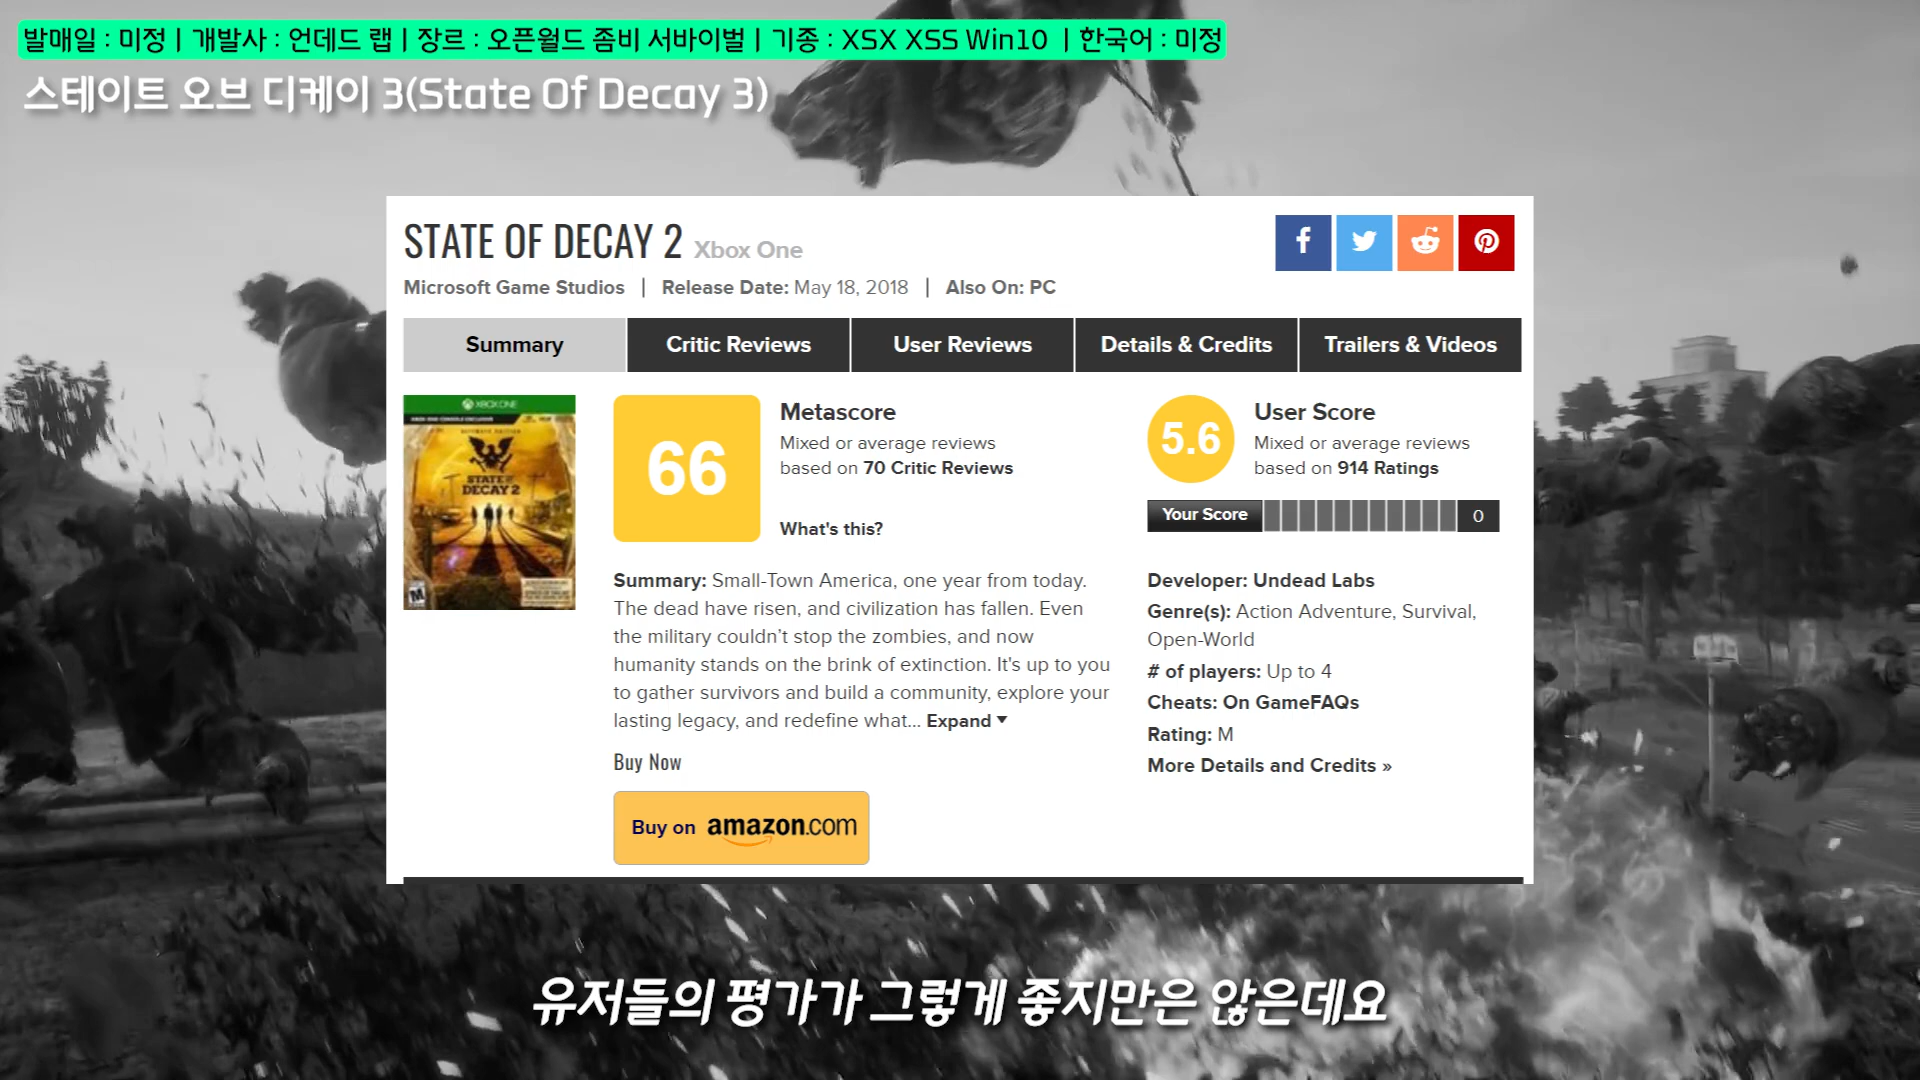 발매일 : 미정 | 개발사 : 언데드 랩 | 장르 : 오픈월드 좀비 서바이벌 | 기종 : XSX XSS Win10 | 한국어 : 미정
스테이트 오브 디케이 3(State Of Decay 3)
STATE OF DECAY 2 Xbox One
Microsoft Game Studios | Release Date: May 18, 2018 | Also On: PC
Summary Critic Reviews User Reviews Details & Credits Trailers & Videos
XBOX ONE
STATE OF
DECAY 2
M
66
Metascore
Mixed or average reviews
based on 70 Critic Reviews
What's this?
5.6
User Score
Mixed or average reviews
based on 914 Ratings
Your Score 0
Summary: Small-Town America, one year from today.
The dead have risen, and civilization has fallen. Even
the military couldn’t stop the zombies, and now
humanity stands on the brink of extinction. It's up to you
to gather survivors and build a community, explore your
lasting legacy, and redefine what... Expand
Buy Now
Buy on amazon.com
Developer: Undead Labs
Genre(s): Action Adventure, Survival,
Open-World
# of players: Up to 4
Cheats: On GameFAQs
Rating: M
More Details and Credits »
유저들의 평가가 그렇게 좋지만은 않은데요